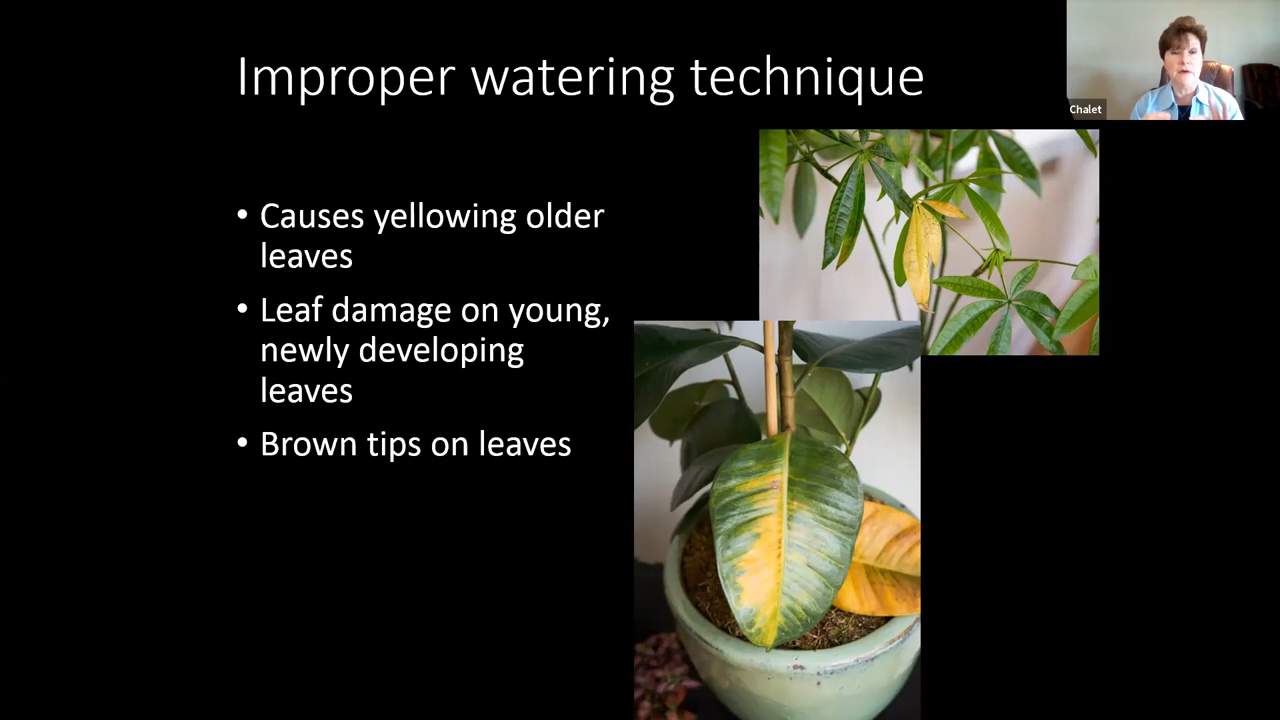 Improper watering technique
Chalet
• Causes yellowing older
leaves
• Leaf damage on young,
newly developing
leaves
• Brown tips on leaves